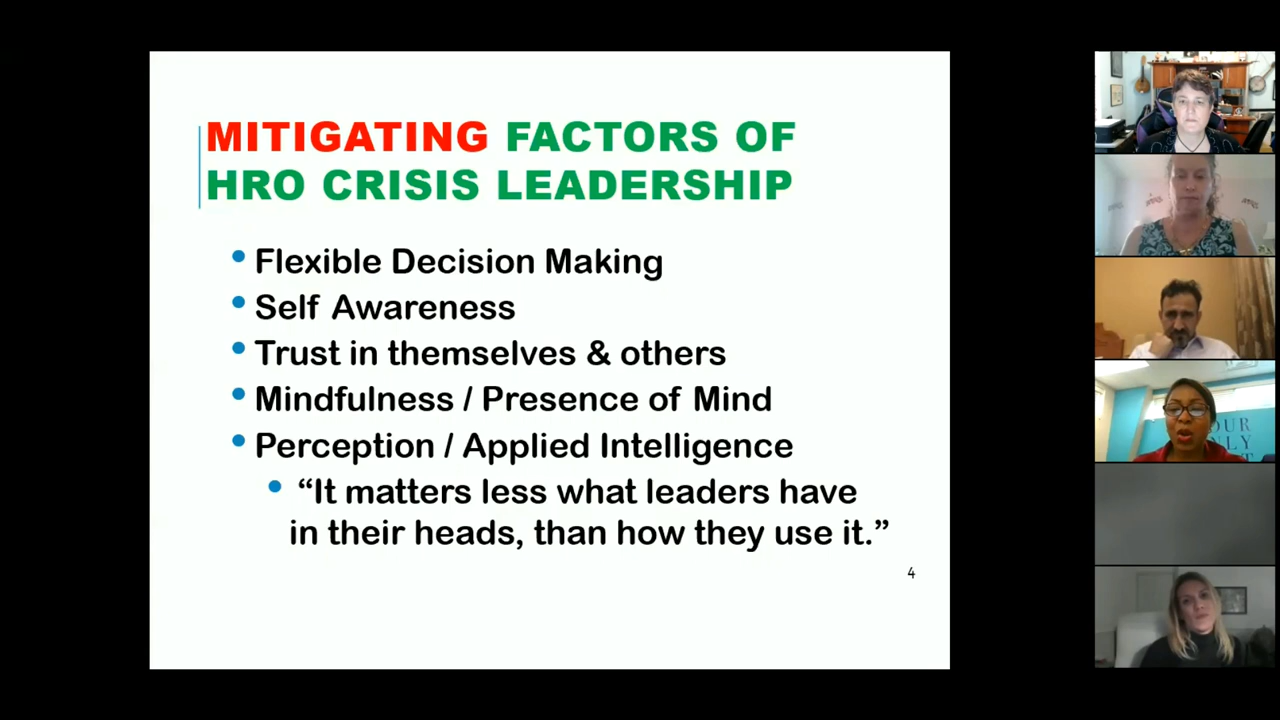 MITIGATING FACTORS OF
HRO CRISIS LEADERSHIP
• Flexible Decision Making
• Self Awareness
• Trust in themselves & others
• Mindfulness / Presence of Mind
• Perception / Applied Intelligence
• “It matters less what leaders have
in their heads, than how they use it.”
4